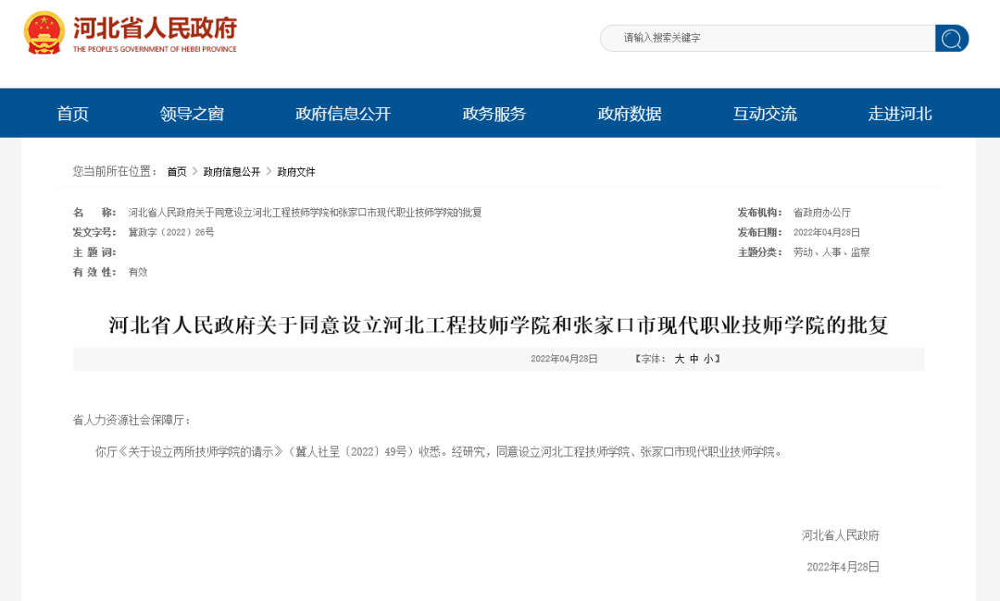 河北省人民政府
THE PEOPLE'S GOVERNMENT OF HEBEI PROVINCE
请输入搜索关键字
首页 领导之窗 政府信息公开 政务服务 政府数据 互动交流 走进河北
您当前所在位置： 首页 > 政府信息公开 > 政府文件
名 称： 河北省人民政府关于同意设立河北工程技师学院和张家口市现代职业技师学院的批复 发布机构： 省政府办公厅
发文字号： 冀政字〔2022〕26号 发布日期： 2022年04月28日
主 题 词： 主题分类： 劳动、人事、监察
有 效 性： 有效
河北省人民政府关于同意设立河北工程技师学院和张家口市现代职业技师学院的批复
2022年04月28日 【字体： 大 中 小】
省人力资源社会保障厅：
你厅《关于设立两所技师学院的请示》（冀人社呈〔2022〕49号）收悉。经研究，同意设立河北工程技师学院、张家口市现代职业技师学院。
河北省人民政府
2022年4月28日